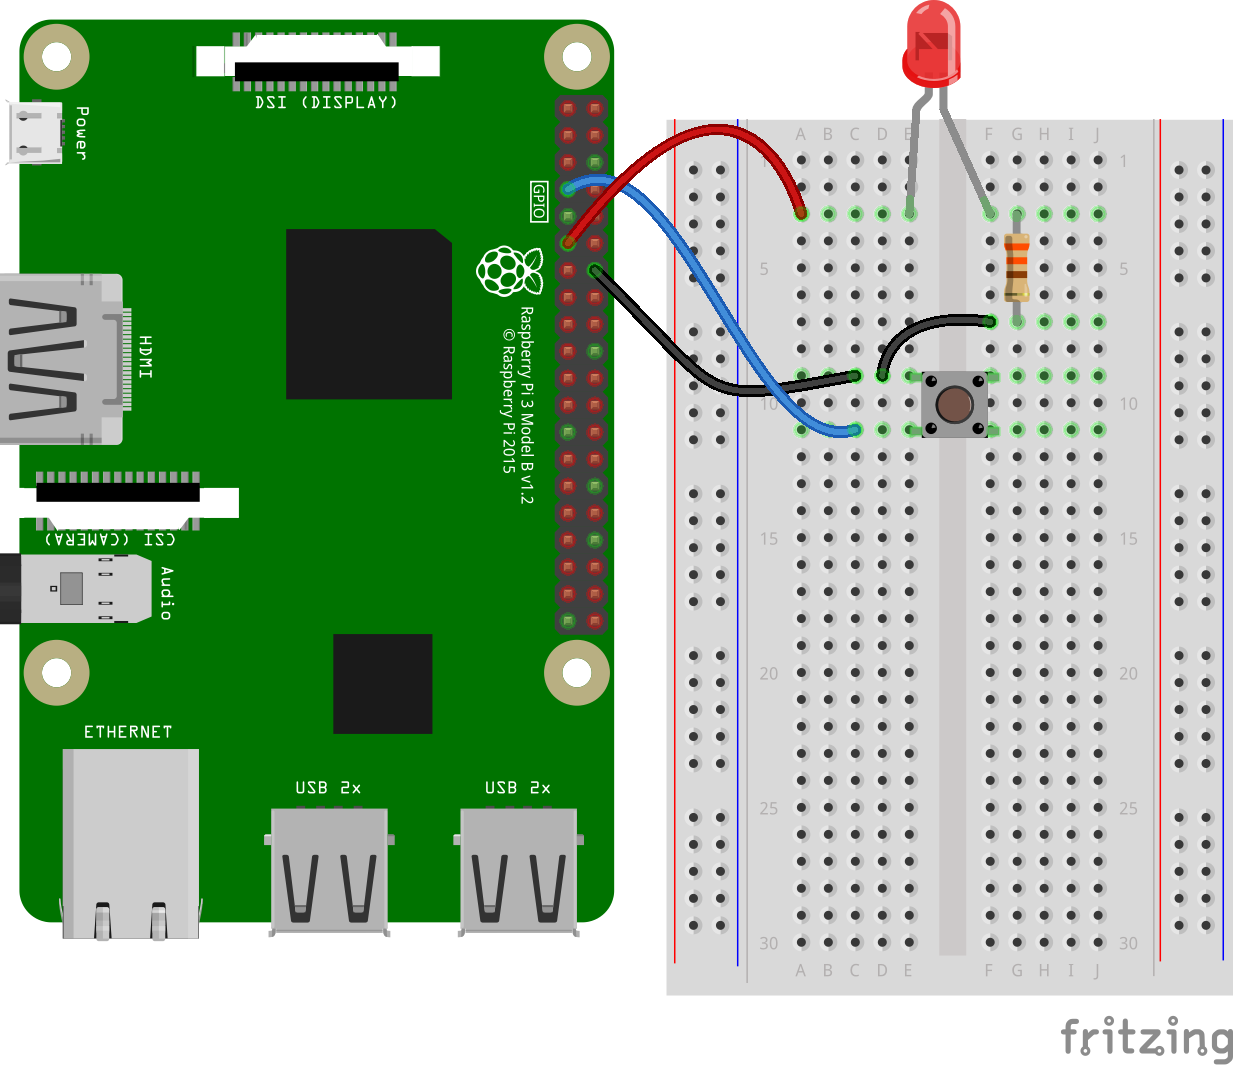 DSI (DISPLAY)
Power
GPIO
HDMI
Raspberry Pi 3 Model B v1.2
© Raspberry Pi 2015
CSI (CAMERA)
Audio
ETHERNET
USB 2x
USB 2x
A B C D E F G H I J
1 1
5 5
10 10
15 15
20 20
25 25
30 30
A B C D E F G H I J
fritzing